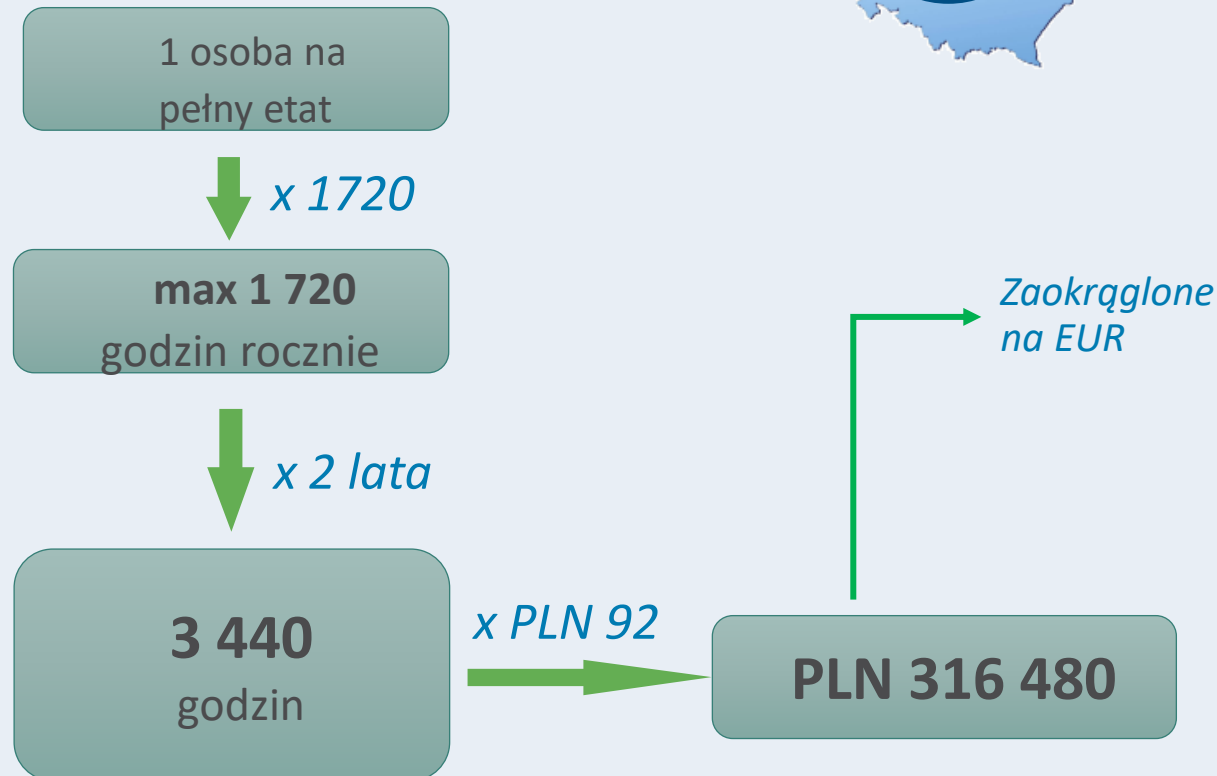 1 osoba na
pełny etat
x 1720
max 1 720
godzin rocznie
x 2 lata
3 440
godzin
x PLN 92
PLN 316 480
Zaokrąglone
na EUR